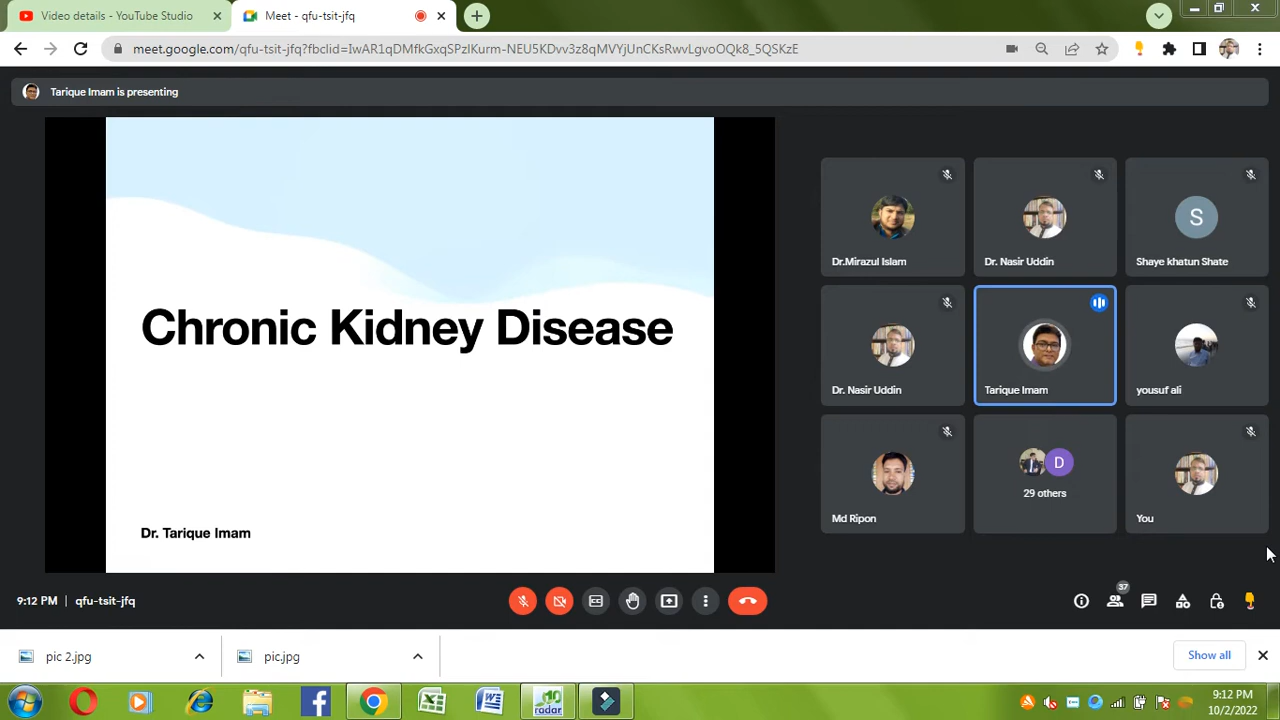 Video details - YouTube Studio
Meet - qfu-tsit-jfq
meet.google.com/qfu-tsit-jfq?fbclid=IwAR1qDMfkGxqSPzlKurm-NEU5KDvv3z8qMVYjUnCKsRwvLgvoOQk8_5QSKzE
Tarique Imam is presenting
Chronic Kidney Disease
Dr. Tarique Imam
Dr.Mirazul Islam
Dr. Nasir Uddin
S
Shaye khatun Shate
Dr. Nasir Uddin
Tarique Imam
yousuf ali
Md Ripon
D
29 others
You
9:12 PM | qfu-tsit-jfq
37
pic 2.jpg
pic.jpg
Show all
10
radar
9:12 PM
10/2/2022